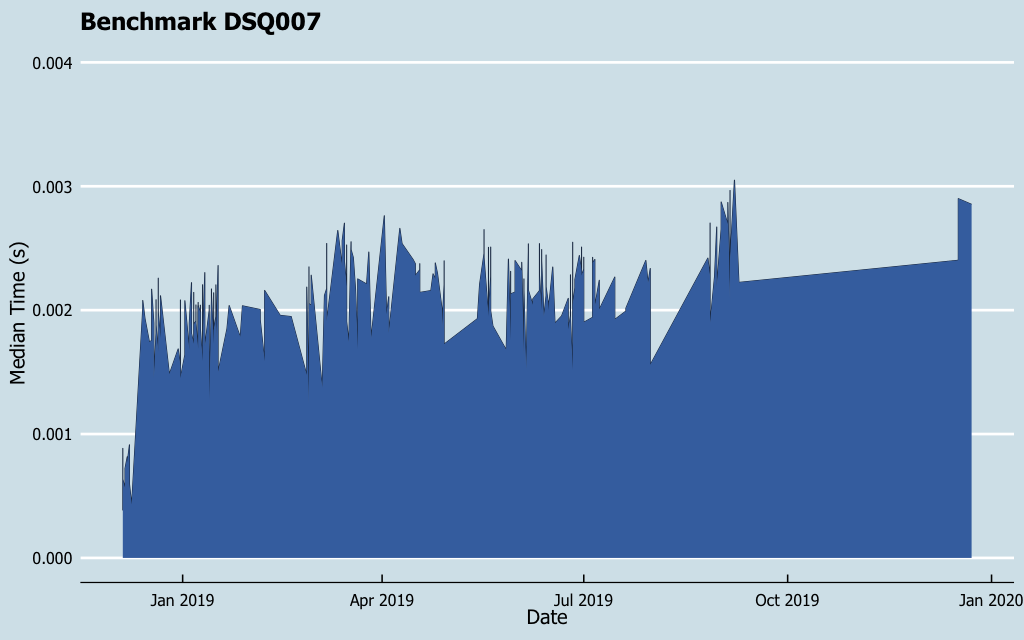 Benchmark DSQ007
0.004
0.003
0.002
0.001
0.000
Median Time (s)
Jan 2019
Apr 2019
Jul 2019
Oct 2019
Jan 2020
Date